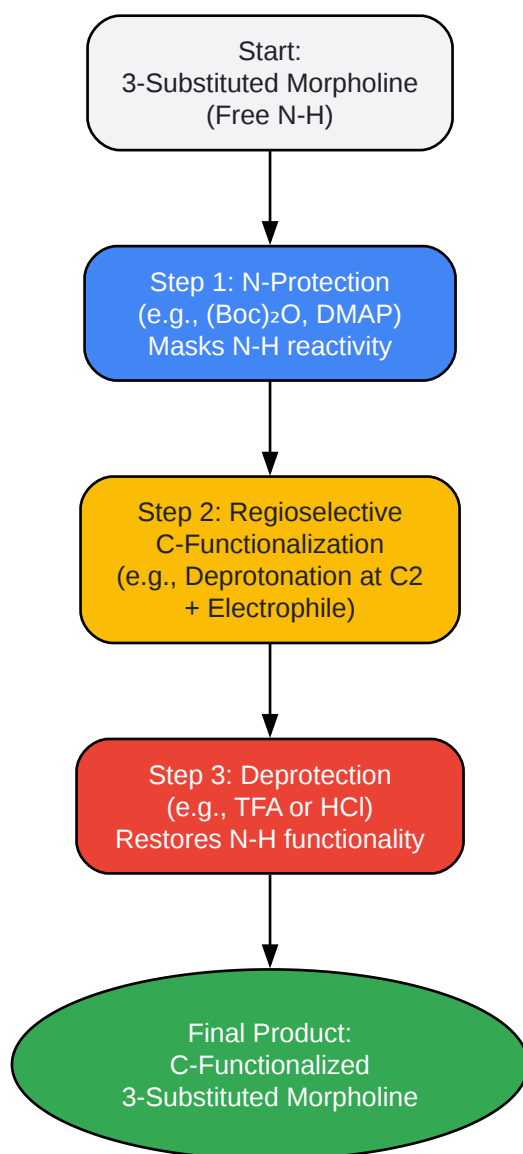 Start:
3-Substituted Morpholine
(Free N-H)
Step 1: N-Protection
(e.g., (Boc)₂O, DMAP)
Masks N-H reactivity
Step 2: Regioselective
C-Functionalization
(e.g., Deprotonation at C2
+ Electrophile)
Step 3: Deprotection
(e.g., TFA or HCl)
Restores N-H functionality
Final Product:
C-Functionalized
3-Substituted Morpholine